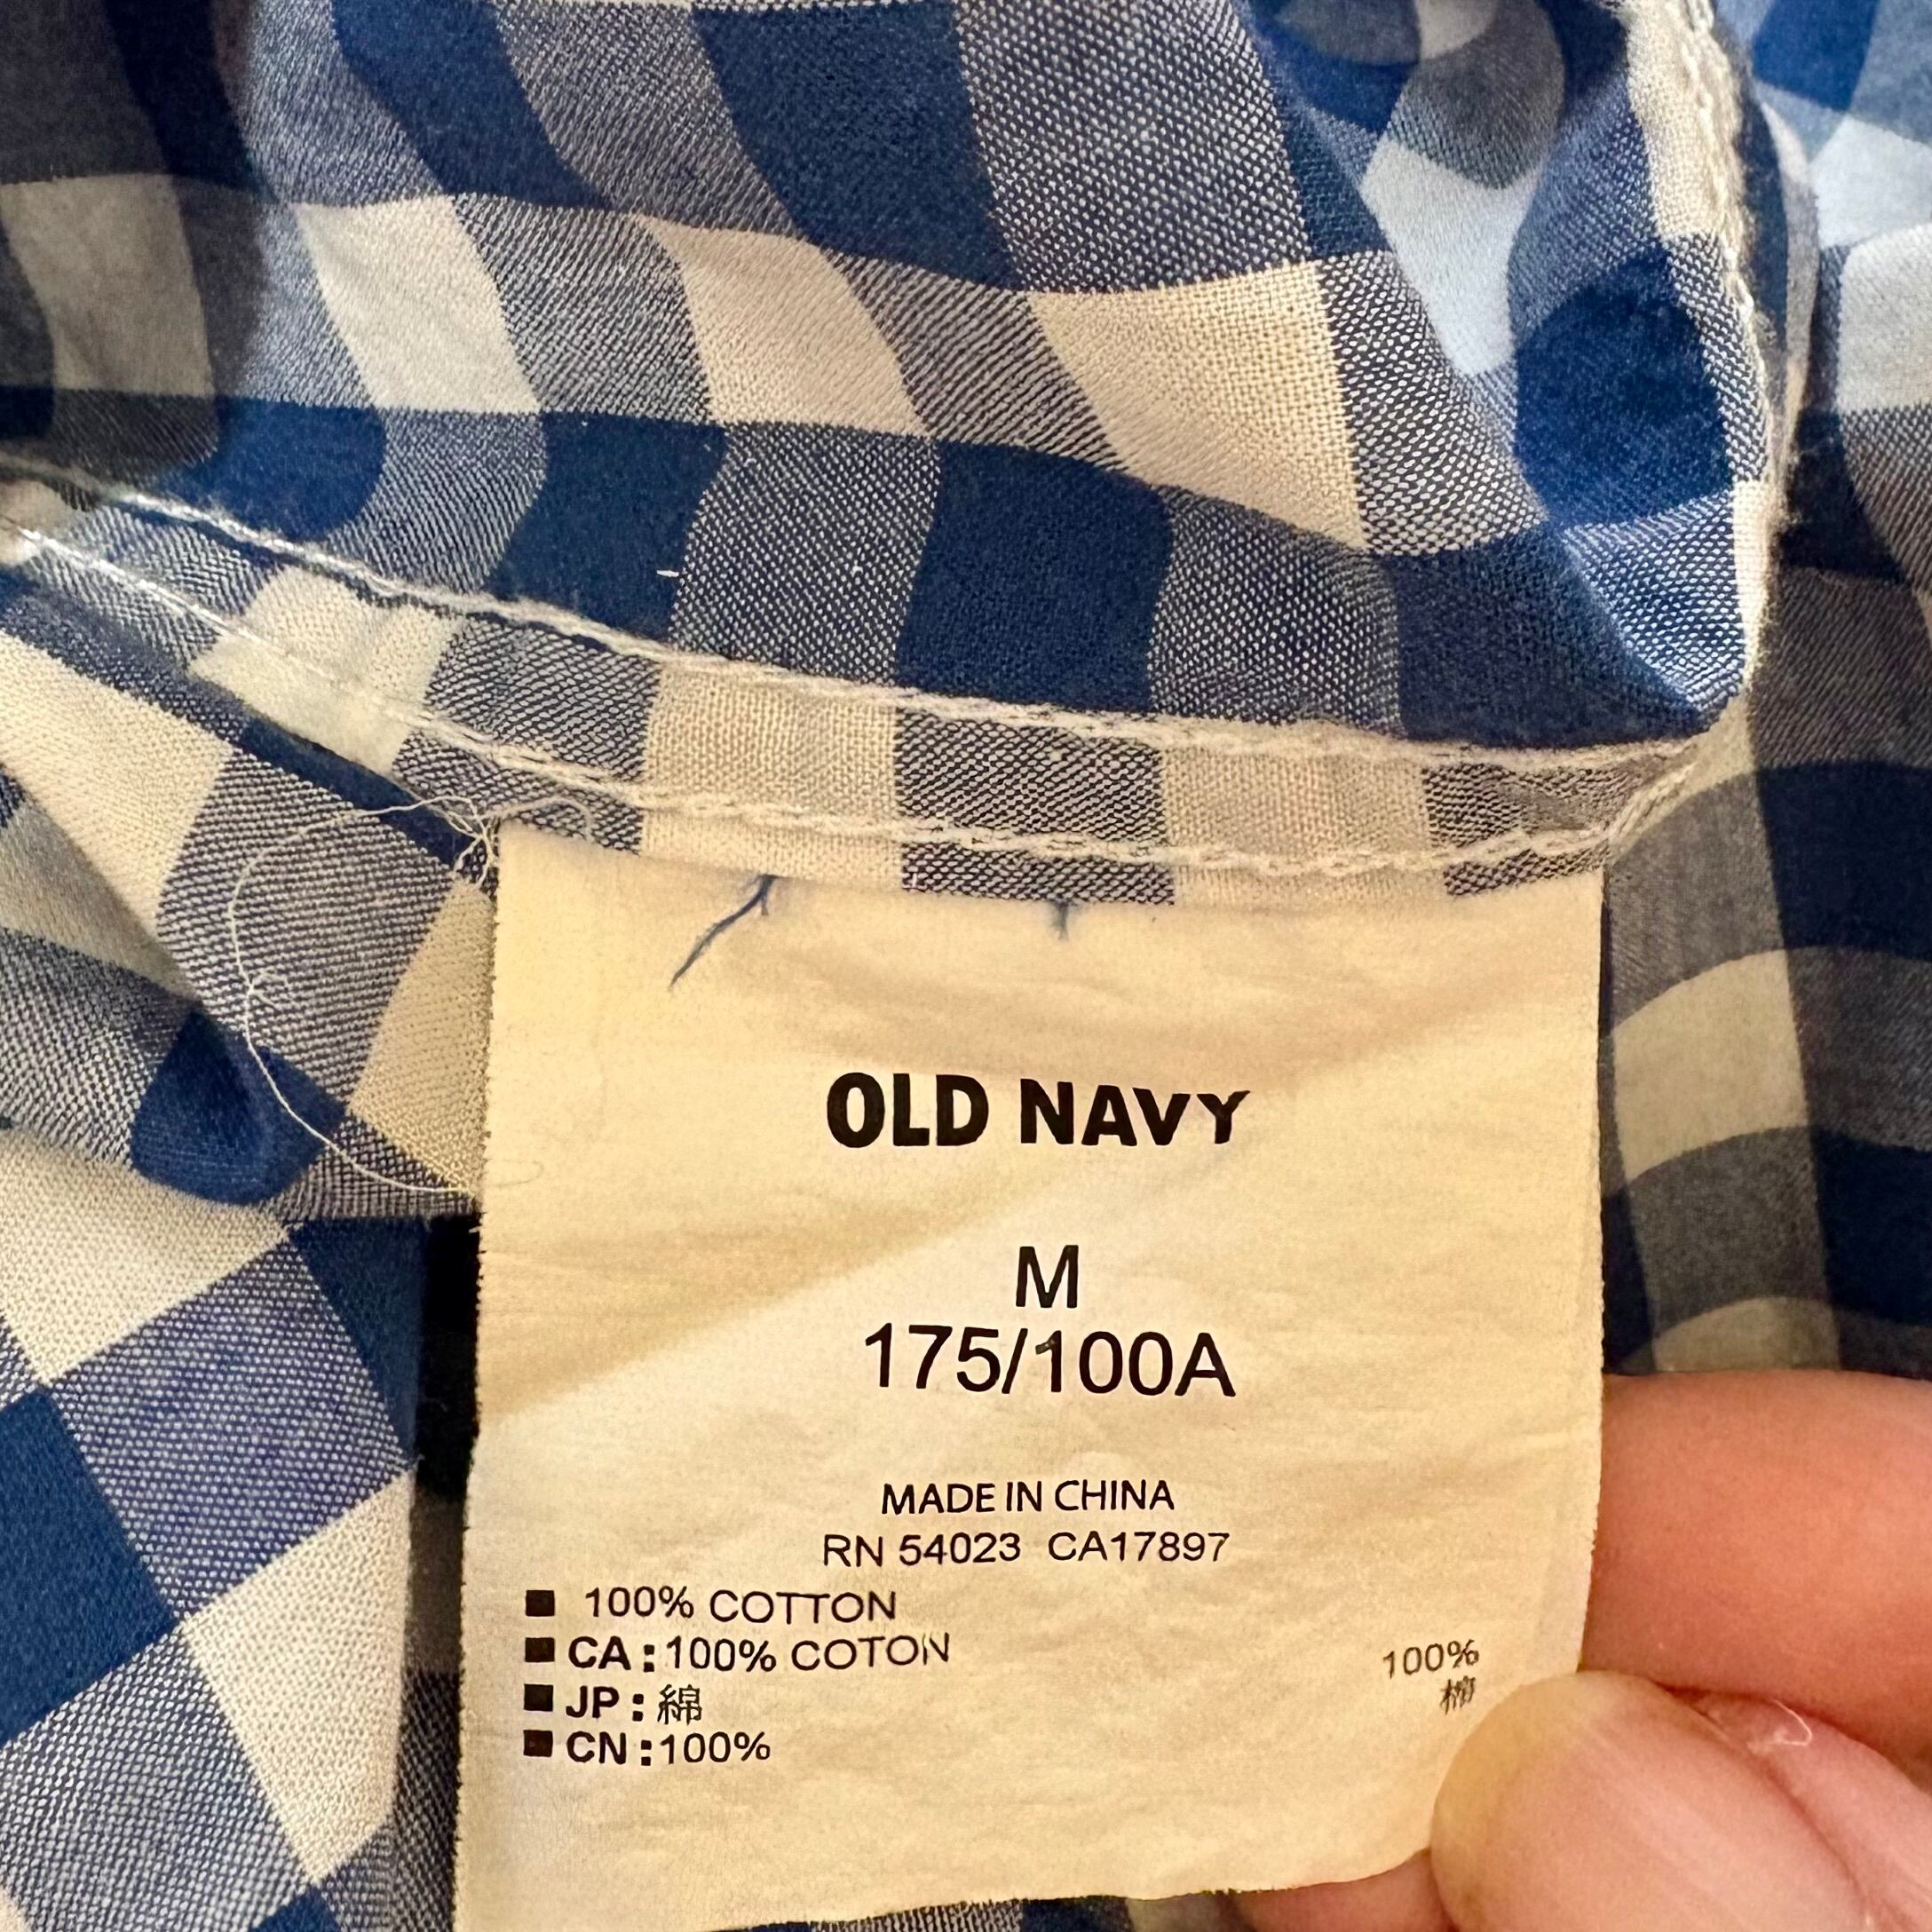 OLD NAVY
M
175/100A
MADE IN CHINA
RN 54023 CA17897
■ 100% COTTON
■ CA : 100% COTON
■ JP : 綿 100%
■ CN : 100% 棉